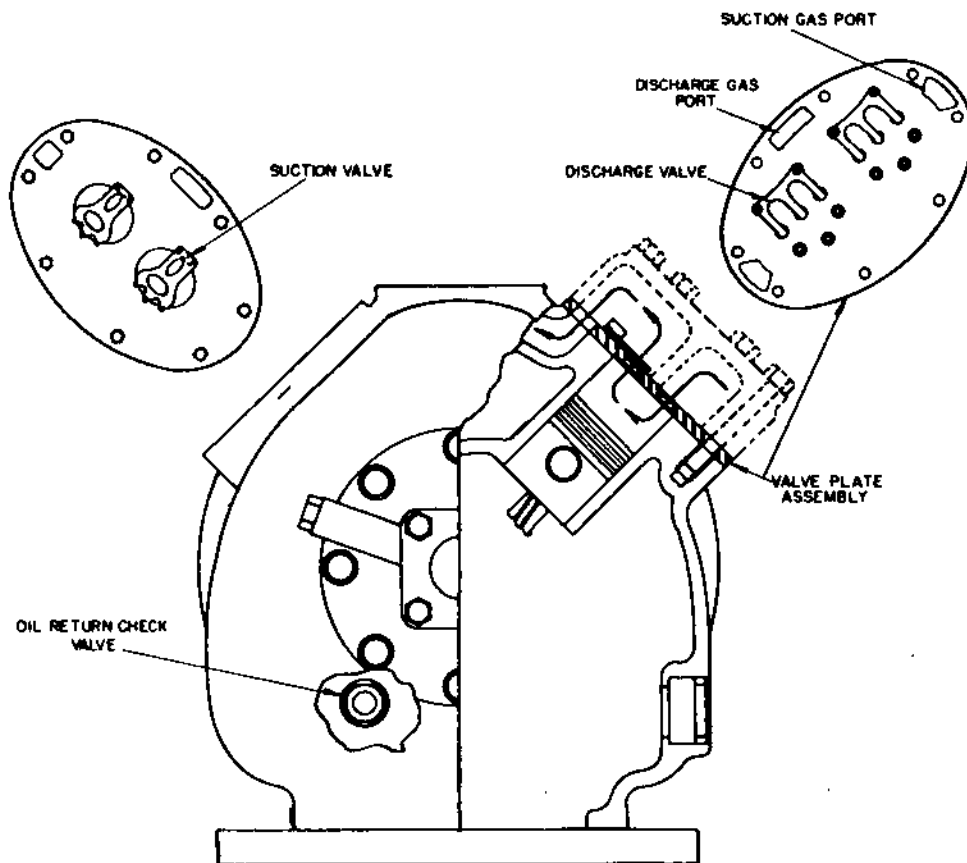 SUCTION GAS PORT
DISCHARGE GAS
PORT
SUCTION VALVE
DISCHARGE VALVE
VALVE PLATE
ASSEMBLY
OIL RETURN CHECK
VALVE